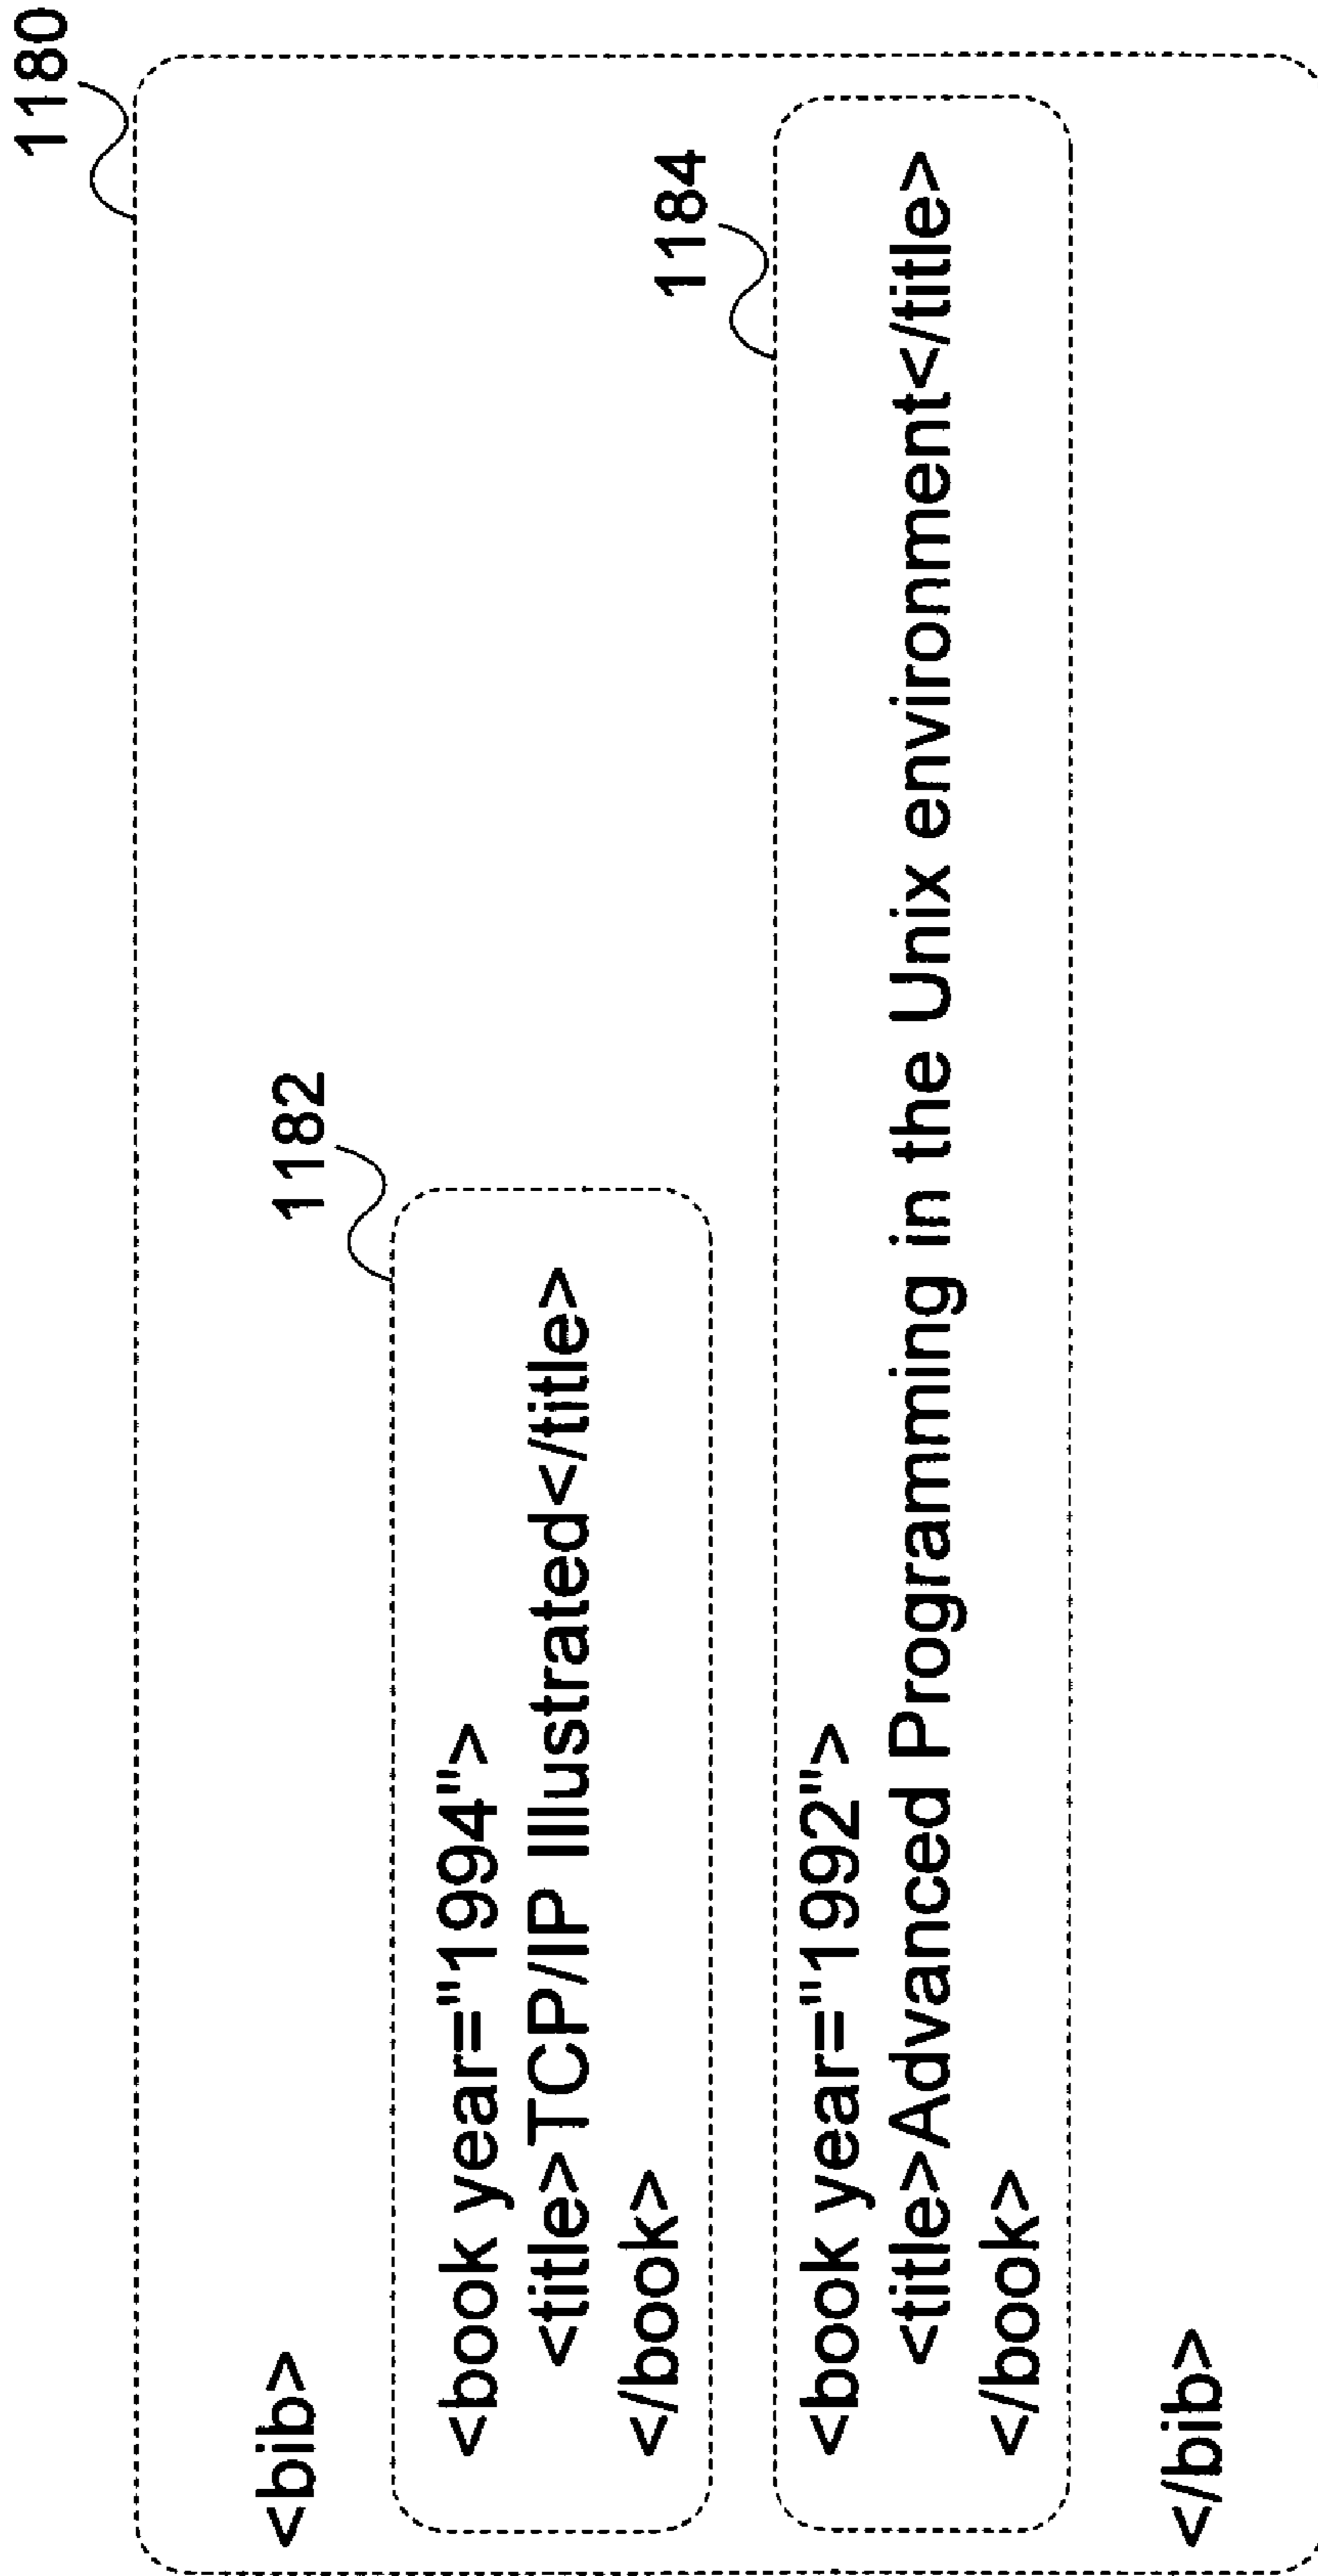 1180
<bib>
1182
<book year="1994">
<title>TCP/IP Illustrated</title>
</book>
1184
<book year="1992">
<title>Advanced Programming in the Unix environment</title>
</book>
</bib>